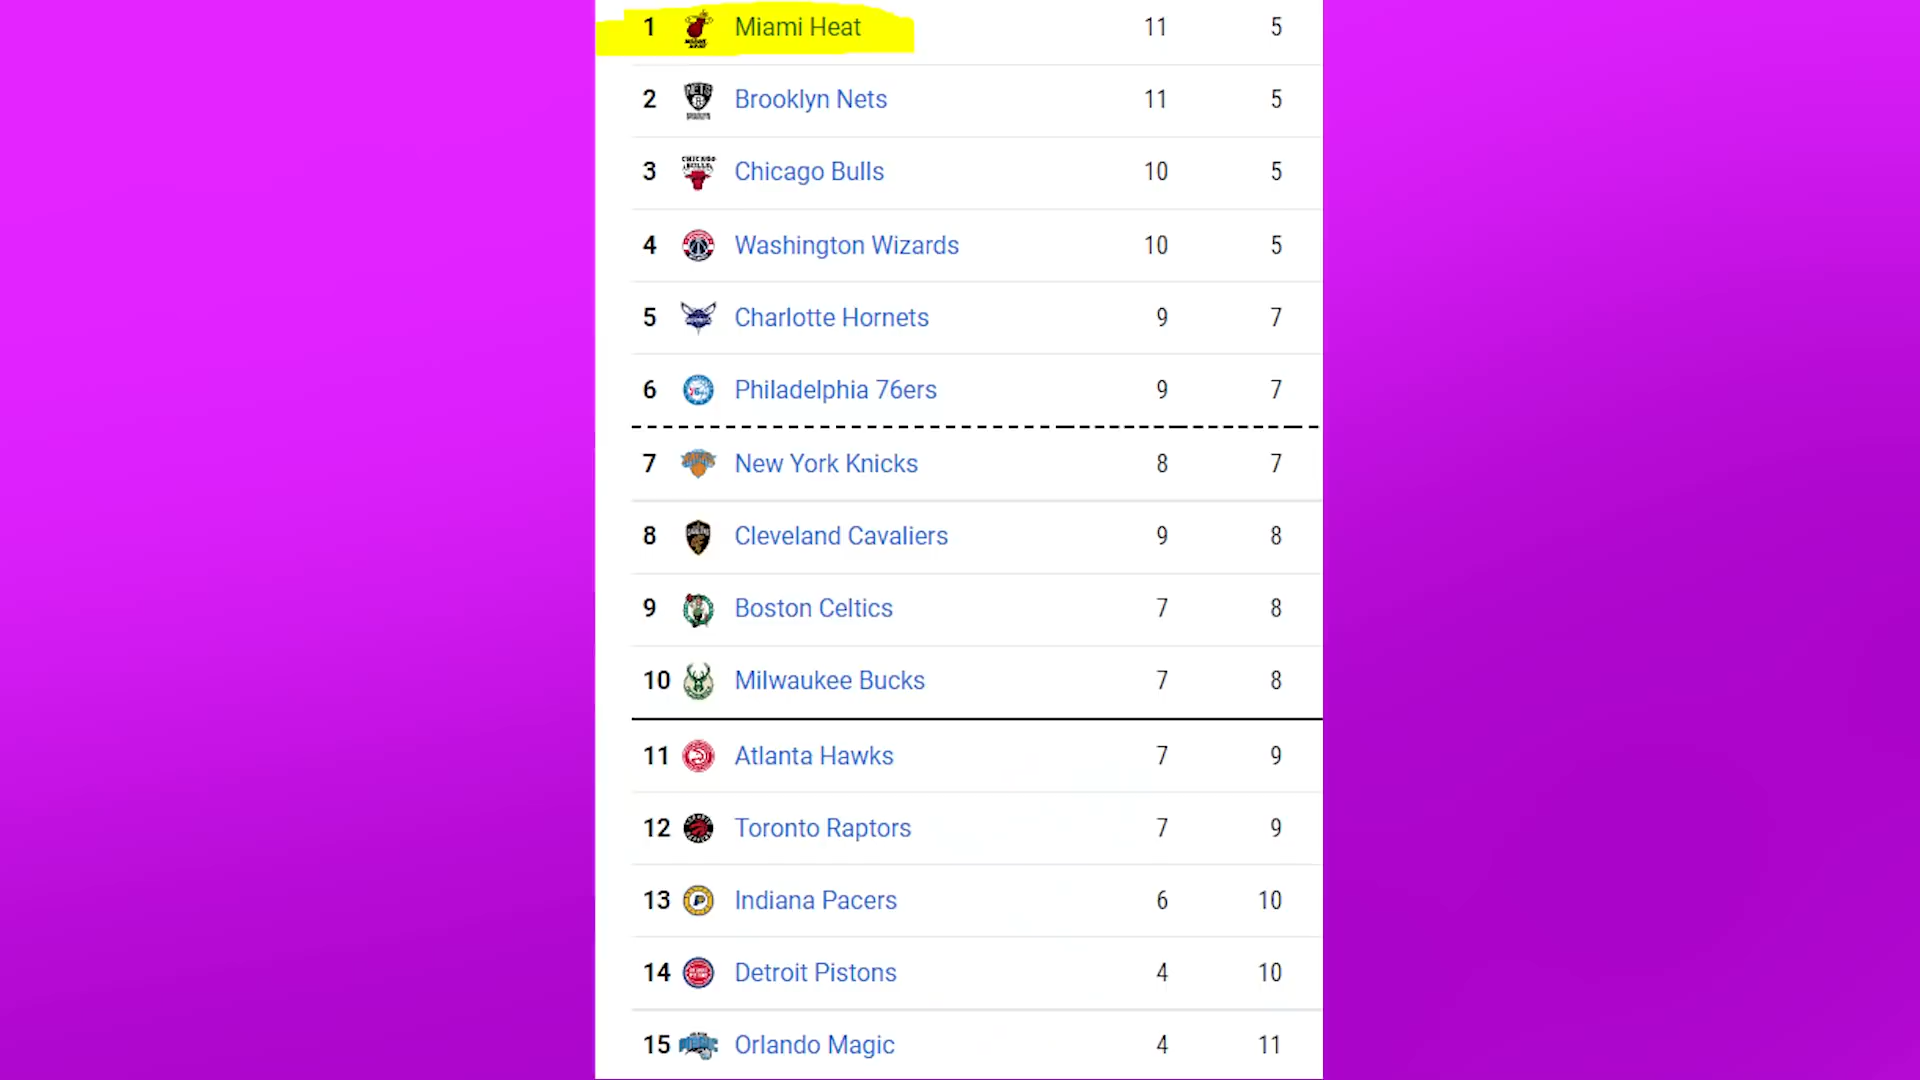 1 Miami Heat 11 5
2 Brooklyn Nets 11 5
3 Chicago Bulls 10 5
4 Washington Wizards 10 5
5 Charlotte Hornets 9 7
6 Philadelphia 76ers 9 7
7 New York Knicks 8 7
8 Cleveland Cavaliers 9 8
9 Boston Celtics 7 8
10 Milwaukee Bucks 7 8
11 Atlanta Hawks 7 9
12 Toronto Raptors 7 9
13 Indiana Pacers 6 10
14 Detroit Pistons 4 10
15 Orlando Magic 4 11